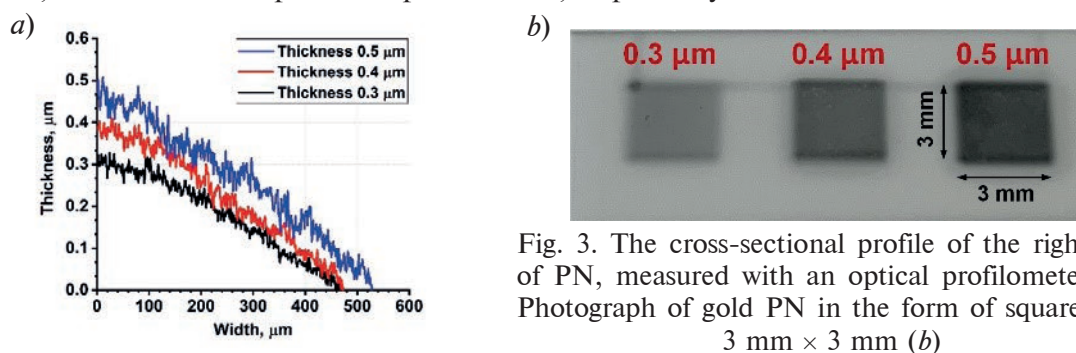 a)
0.6
0.5
0.4
0.3
0.2
0.1
0.0
Thickness, μm
Thickness 0.5 μm
Thickness 0.4 μm
Thickness 0.3 μm
0 100 200 300 400 500 600
Width, μm
b)
0.3 μm 0.4 μm 0.5 μm
3 mm
3 mm
Fig. 3. The cross-sectional profile of the righ
of PN, measured with an optical profilomete
Photograph of gold PN in the form of square
3 mm × 3 mm (b)